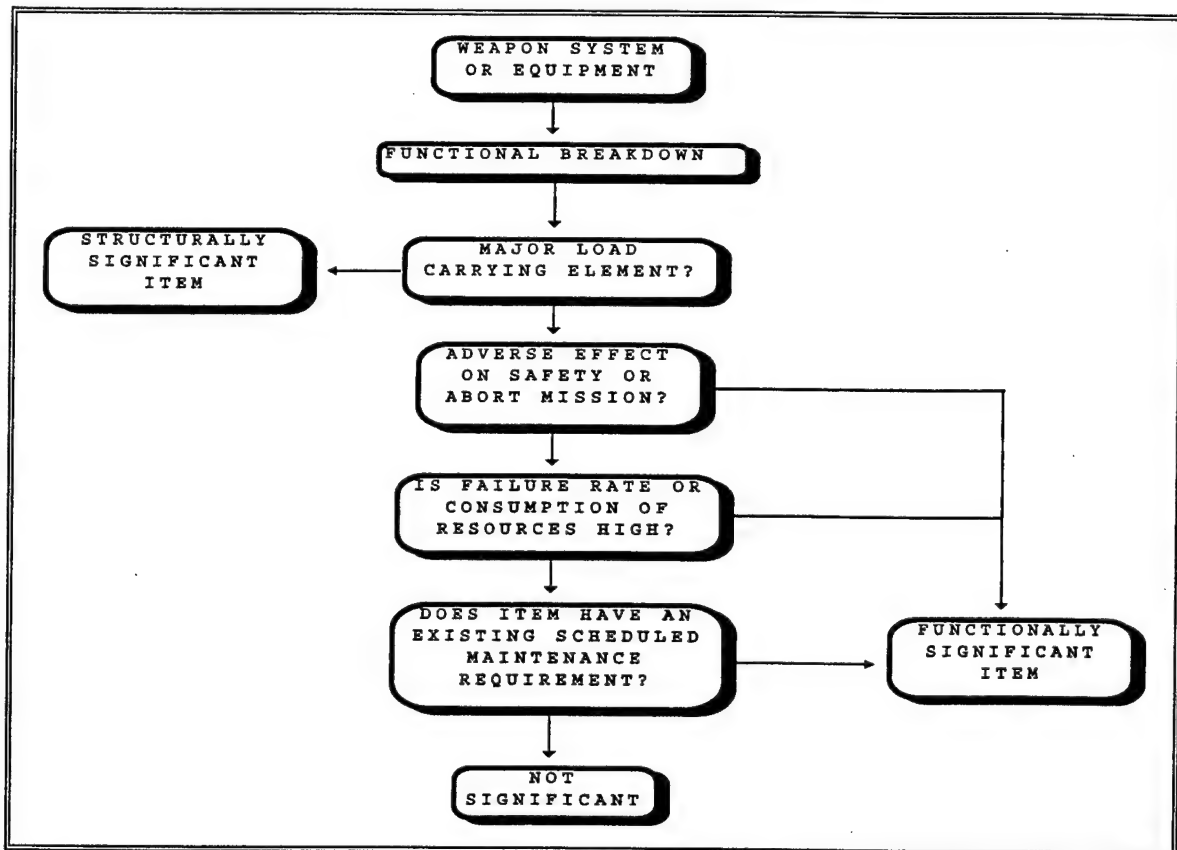 WEAPON SYSTEM
OR EQUIPMENT
FUNCTIONAL BREAKDOWN
STRUCTURALLY
SIGNIFICANT
ITEM
MAJOR LOAD
CARRYING ELEMENT?
ADVERSE EFFECT
ON SAFETY OR
ABORT MISSION?
IS FAILURE RATE OR
CONSUMPTION OF
RESOURCES HIGH?
DOES ITEM HAVE AN
EXISTING SCHEDULED
MAINTENANCE
REQUIREMENT?
FUNCTIONALLY
SIGNIFICANT
ITEM
NOT
SIGNIFICANT